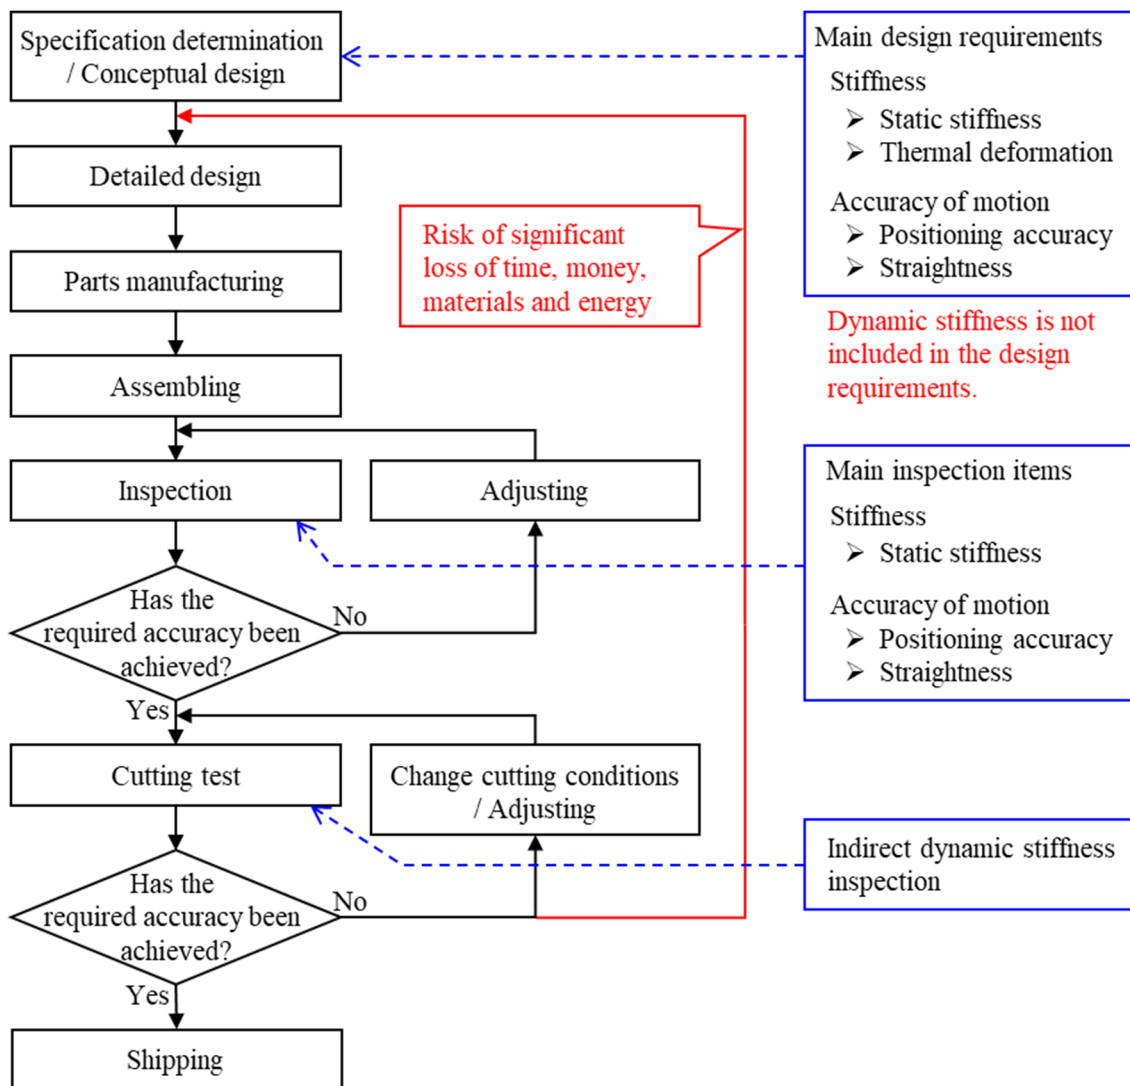 Specification determination
/ Conceptual design
Detailed design
Parts manufacturing
Assembling
Inspection
Adjusting
Has the
required accuracy been
achieved?
No
Yes
Cutting test
Change cutting conditions
/ Adjusting
Has the
required accuracy been
achieved?
No
Yes
Shipping
Risk of significant
loss of time, money,
materials and energy
Main design requirements
Stiffness
➢ Static stiffness
➢ Thermal deformation
Accuracy of motion
➢ Positioning accuracy
➢ Straightness
Dynamic stiffness is not
included in the design
requirements.
Main inspection items
Stiffness
➢ Static stiffness
Accuracy of motion
➢ Positioning accuracy
➢ Straightness
Indirect dynamic stiffness
inspection